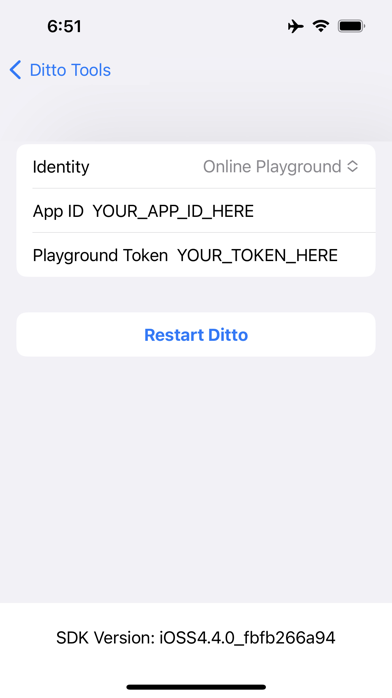 6:51
Ditto Tools
Identity Online Playground
App ID YOUR_APP_ID_HERE
Playground Token YOUR_TOKEN_HERE
Restart Ditto
SDK Version: iOSS4.4.0_fbfb266a94